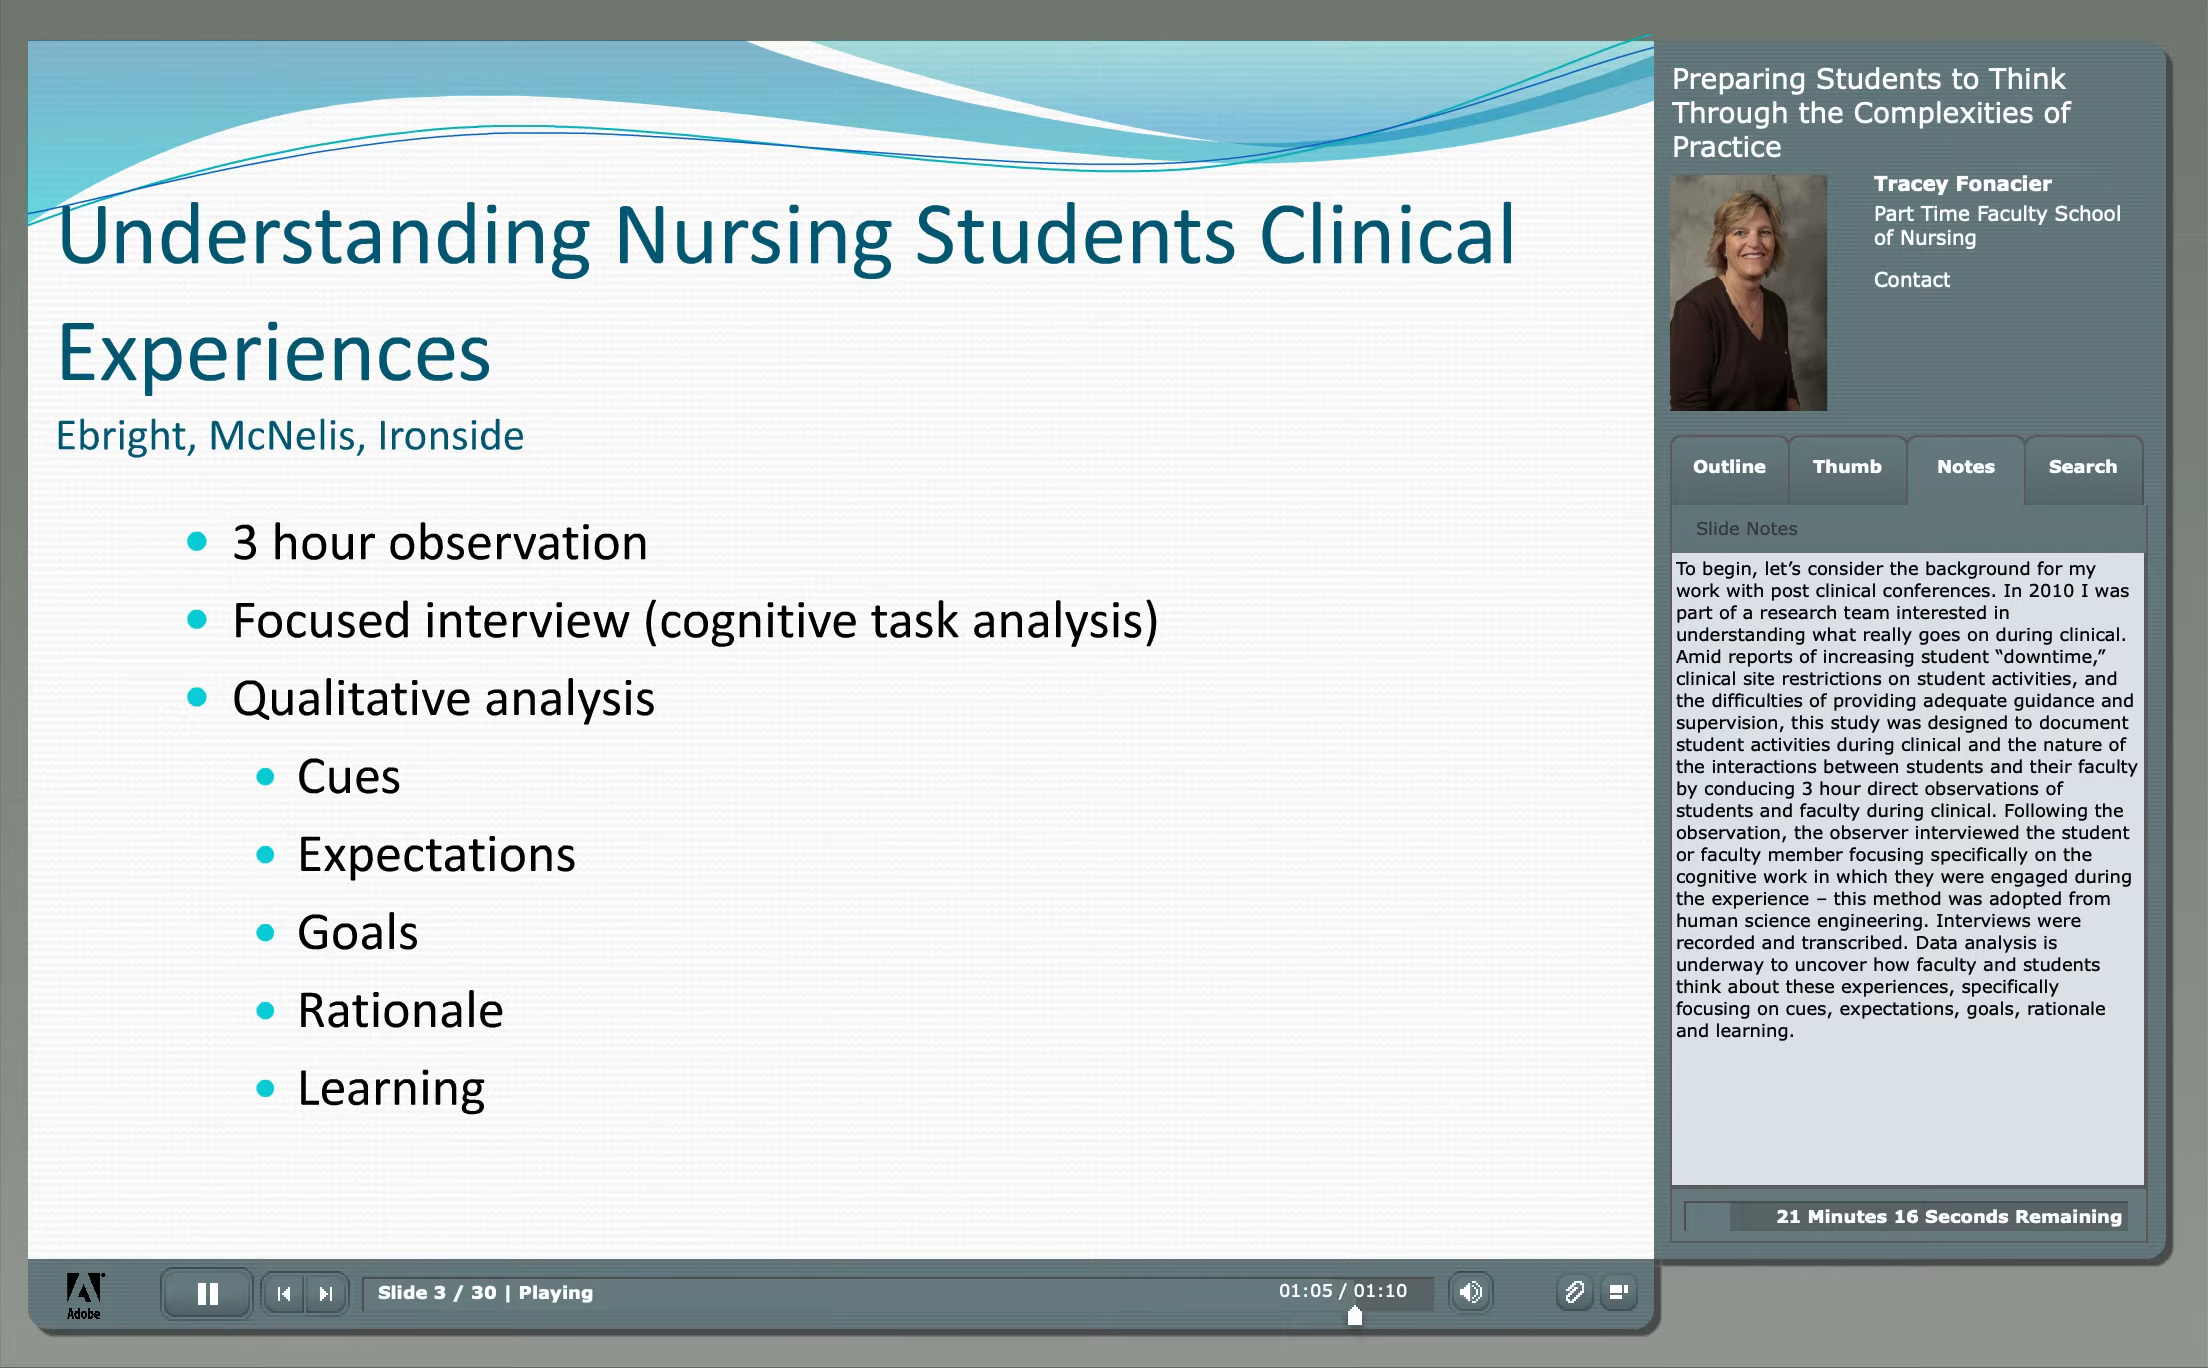 Understanding Nursing Students Clinical
Experiences
Ebright, McNelis, Ironside
• 3 hour observation
• Focused interview (cognitive task analysis)
• Qualitative analysis
• Cues
• Expectations
• Goals
• Rationale
• Learning
Preparing Students to Think
Through the Complexities of
Practice
Tracey Fonacier
Part Time Faculty School
of Nursing
Contact
Outline Thumb Notes Search
Slide Notes
To begin, let’s consider the background for my
work with post clinical conferences. In 2010 I was
part of a research team interested in
understanding what really goes on during clinical.
Amid reports of increasing student “downtime,”
clinical site restrictions on student activities, and
the difficulties of providing adequate guidance and
supervision, this study was designed to document
student activities during clinical and the nature of
the interactions between students and their faculty
by conducing 3 hour direct observations of
students and faculty during clinical. Following the
observation, the observer interviewed the student
or faculty member focusing specifically on the
cognitive work in which they were engaged during
the experience – this method was adopted from
human science engineering. Interviews were
recorded and transcribed. Data analysis is
underway to uncover how faculty and students
think about these experiences, specifically
focusing on cues, expectations, goals, rationale
and learning.
21 Minutes 16 Seconds Remaining
Adobe
Slide 3 / 30 | Playing
01:05 / 01:10